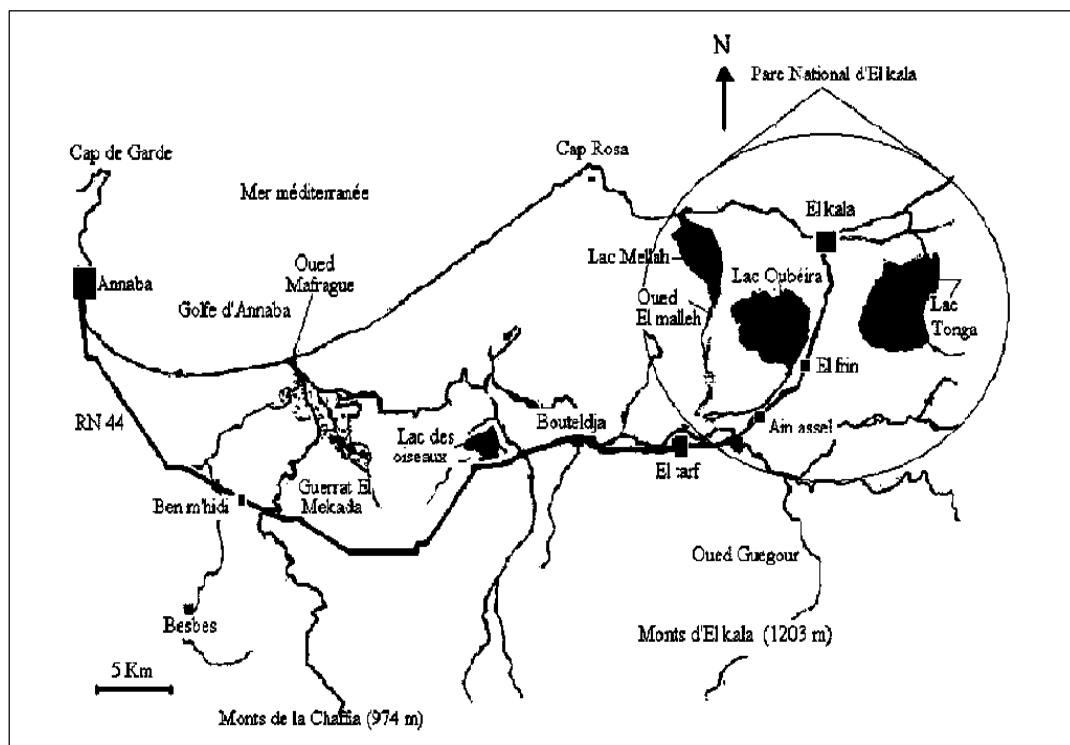 N
Parc National d'El kala
Cap de Garde
Cap Rosa
Mer méditerranée
El kala
Oued
Mafrague
Lac Mellah
Annaba
Lac Oubéira
Golfe d'Annaba
Oued
El malleh
Lac
Tonga
El frin
RN 44
Bouteldja
Ain assel
Lac des
oiseaux
El tarf
Guerrat El
Mekada
Ben m'hidi
Oued Guegour
Besbes
Monts d'El kala (1203 m)
5 Km
Monts de la Chaffia (974 m)